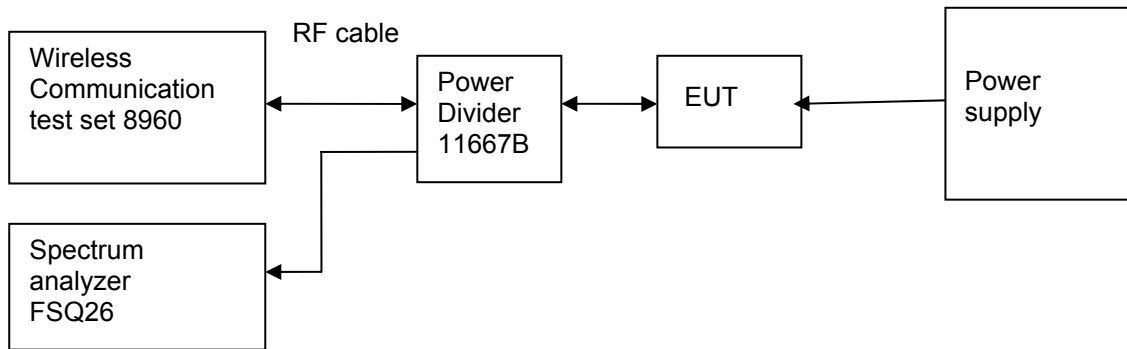 Wireless
Communication
test set 8960
RF cable
Power
Divider
11667B
EUT
Power
supply
Spectrum
analyzer
FSQ26